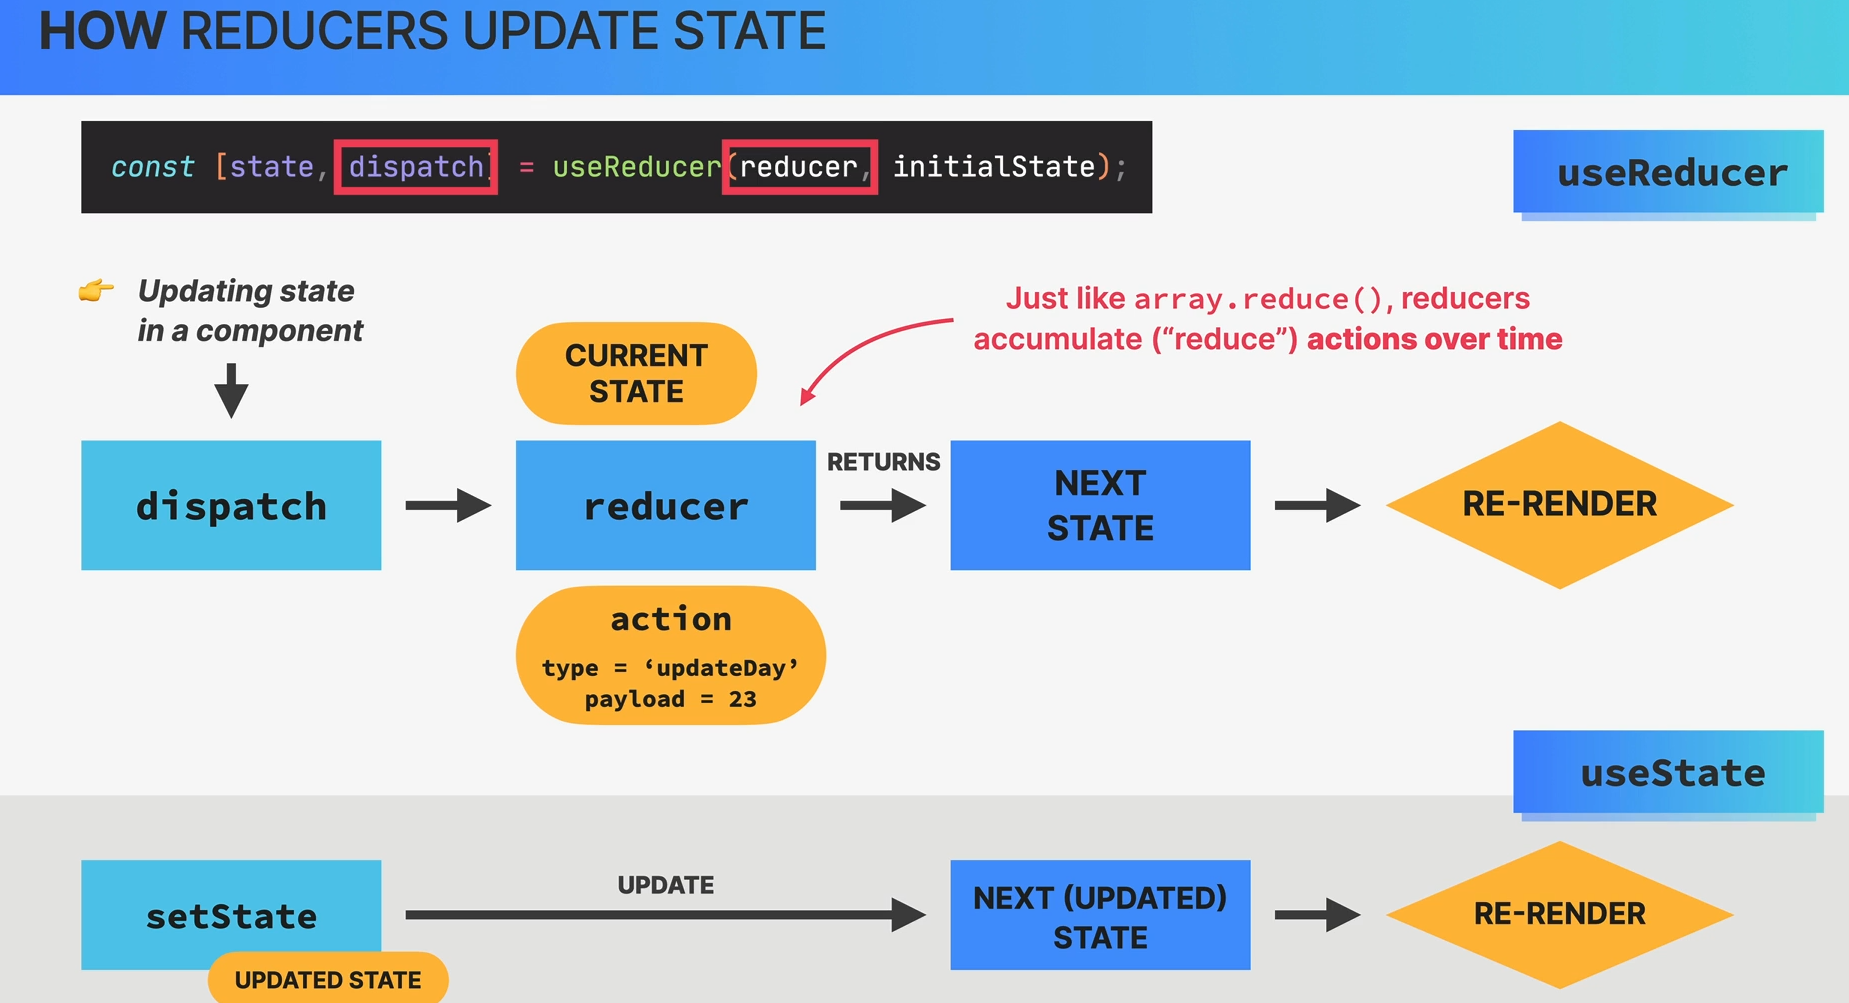 HOW REDUCERS UPDATE STATE
const [state, dispatch] = useReducer(reducer, initialState);
useReducer
👉 Updating state
in a component
Just like array.reduce(), reducers
accumulate (“reduce”) actions over time
CURRENT
STATE
dispatch
reducer
RETURNS
NEXT
STATE
RE-RENDER
action
type = ‘updateDay’
payload = 23
useState
setState
UPDATED STATE
UPDATE
NEXT (UPDATED)
STATE
RE-RENDER